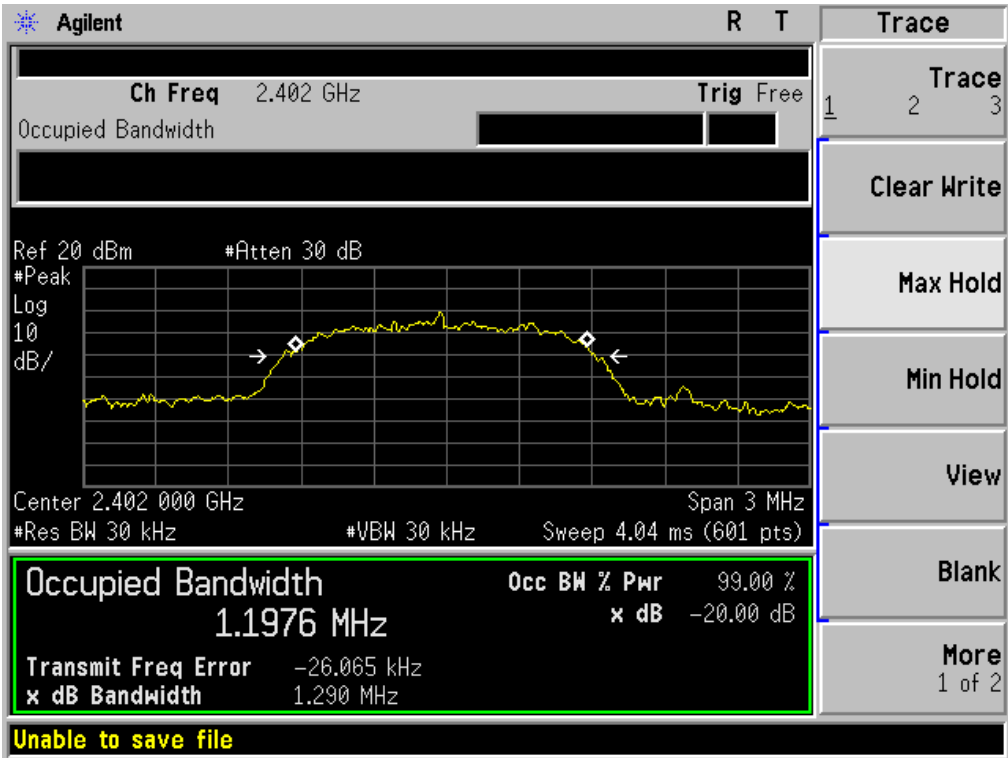 Agilent R T
Ch Freq 2.402 GHz Trig Free
Occupied Bandwidth
Ref 20 dBm #Atten 30 dB
#Peak
Log
10
dB/
Center 2.402 000 GHz Span 3 MHz
#Res BW 30 kHz #VBW 30 kHz Sweep 4.04 ms (601 pts)
Occupied Bandwidth Occ BW % Pwr 99.00 %
1.1976 MHz x dB -20.00 dB
Transmit Freq Error -26.065 kHz
x dB Bandwidth 1.290 MHz
Unable to save file
Trace
Trace
1 2 3
Clear Write
Max Hold
Min Hold
View
Blank
More
1 of 2